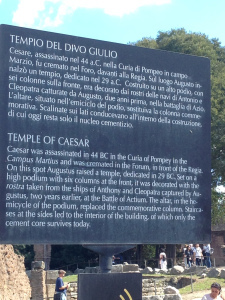 TEMPIO DEL DIVO GIULIO
Cesare, assassinato nel 44 a.C. nella Curia di Pompeo in campo
Marzio, fu cremato nel Foro, davanti alla Regia. Sul luogo Augusto in-
nalzò un tempio, dedicato nel 29 a.C. Costruito su un alto podio, con
sei colonne sulla fronte, era decorato dai rostri delle navi di Antonio e
Cleopatra catturate da Augusto, due anni prima, nella battaglia di Azio.
L'altare, situato nell'emiciclo del podio, sostituiva la colonna comme-
morativa. Scalinate sui lati conducevano all'interno della costruzione,
di cui oggi resta solo il nucleo cementizio.
TEMPLE OF CAESAR
Caesar was assassinated in 44 BC in the Curia of Pompey in the
Campus Martius and was cremated in the Forum, in front of the Regia.
On this spot Augustus raised a temple, dedicated in 29 BC. Set on a
high podium with six columns at the front, it was decorated with the
rostra taken from the ships of Anthony and Cleopatra captured by Au-
gustus, two years earlier, at the Battle of Actium. The altar, in the he-
micycle of the podium, replaced the commemorative column. Stairca-
ses at the sides led to the interior of the building, of which only the
cement core survives today.